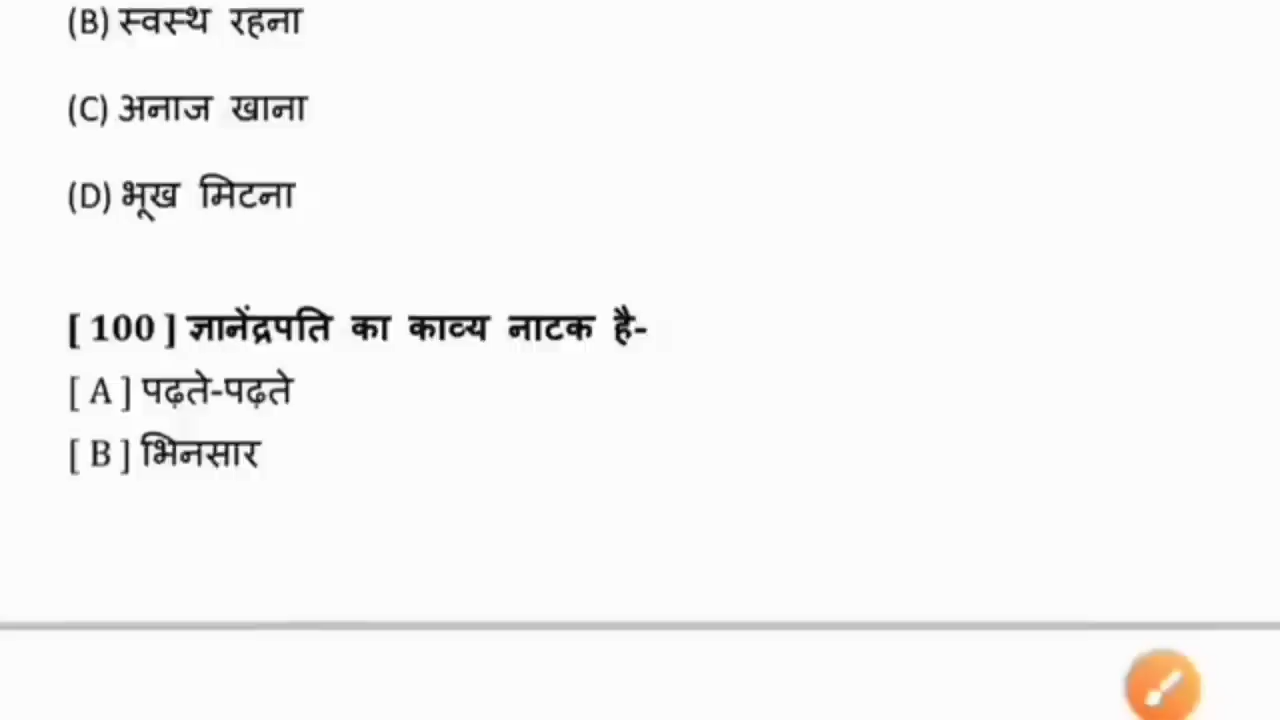 (B) स्वस्थ रहना
(C) अनाज खाना
(D) भूख मिटना
[ 100 ] ज्ञानेंद्रपति का काव्य नाटक है-
[ A ] पढ़ते-पढ़ते
[ B ] भिनसार